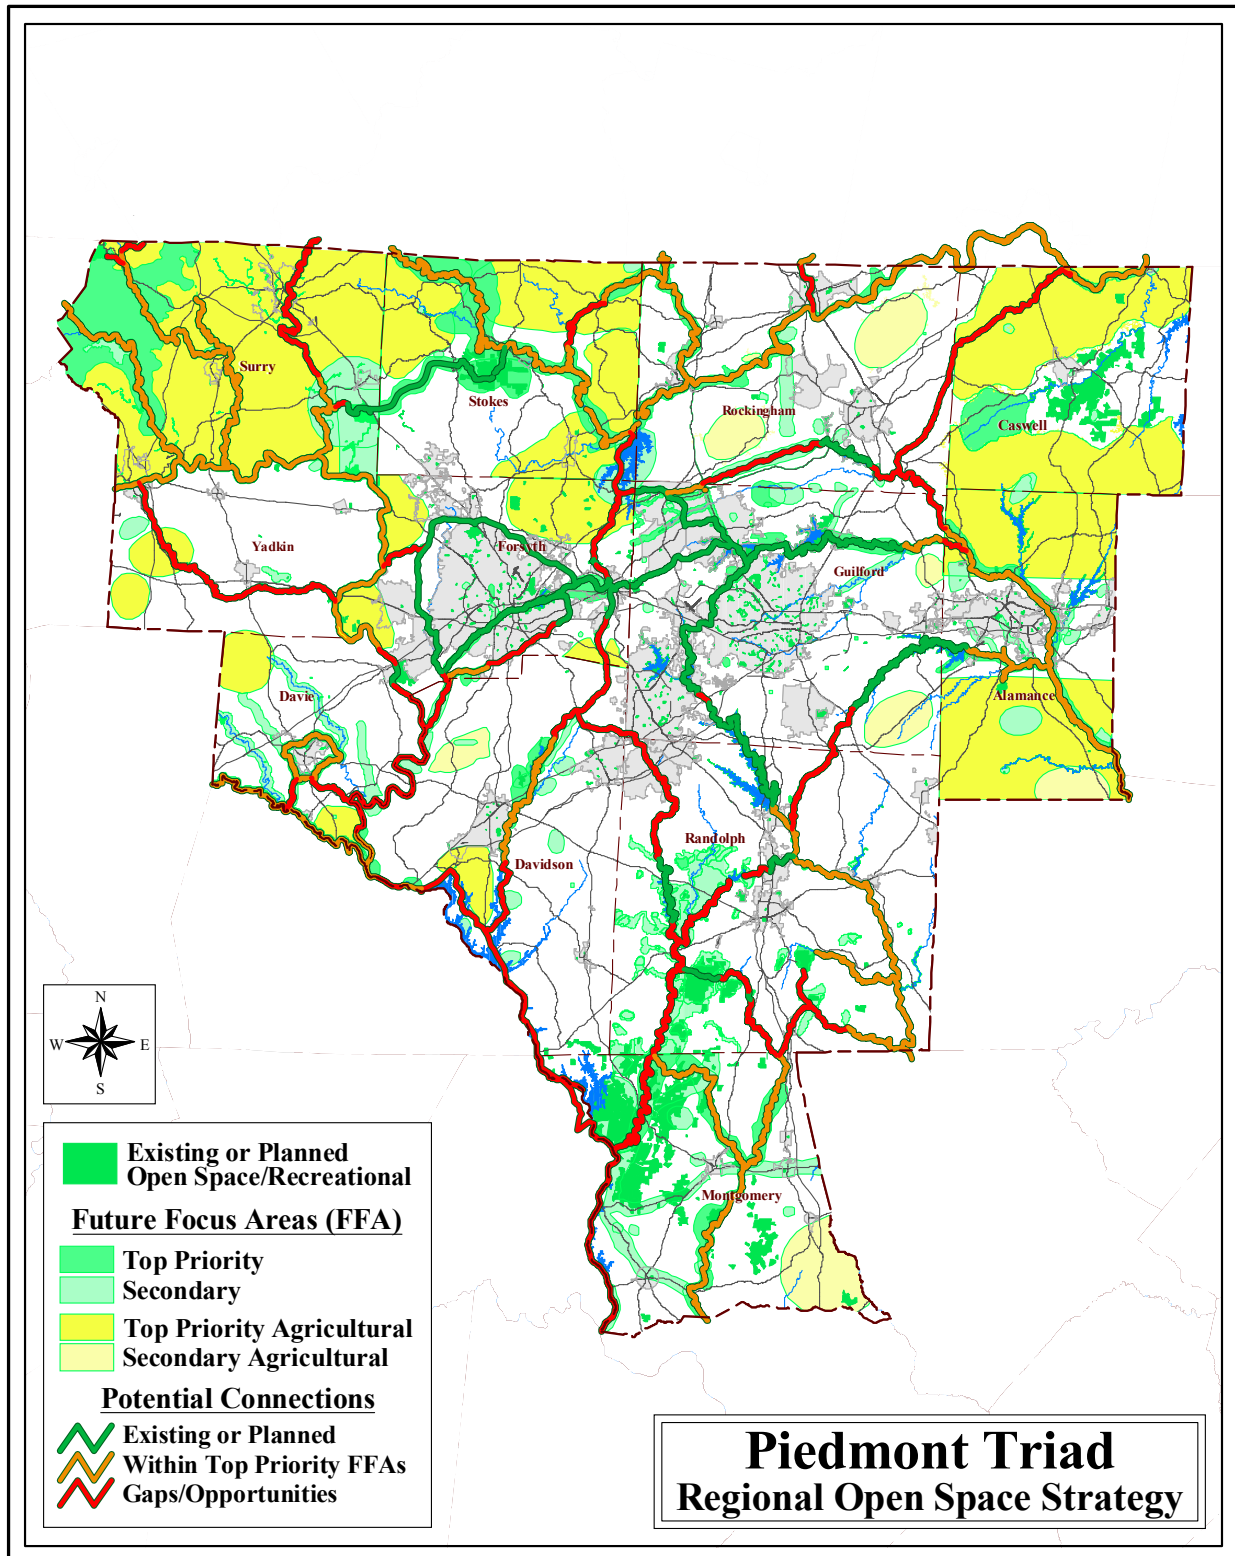 Surry
Stokes
Rockingham
Caswell
Yadkin
Forsyth
Guilford
Davie
Alamance
Davidson
Randolph
Montgomery
N
W
E
S
Existing or Planned
Open Space/Recreational
Future Focus Areas (FFA)
Top Priority
Secondary
Top Priority Agricultural
Secondary Agricultural
Potential Connections
Existing or Planned
Within Top Priority FFAs
Gaps/Opportunities
Piedmont Triad
Regional Open Space Strategy